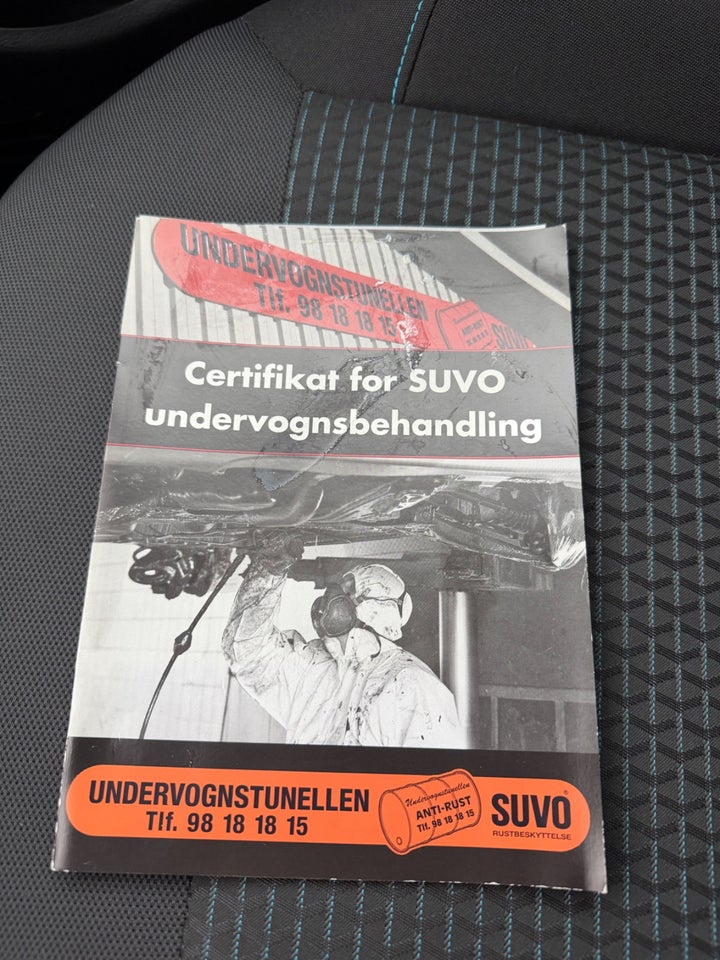 UNDERVOGNSTUNELLEN
Tlf. 98 18 18 15
SUVO
Certifikat for SUVO
undervognsbehandling
UNDERVOGNSTUNELLEN
Tlf. 98 18 18 15
Undervognstunellen
ANTI-RUST
Tlf. 98 18 18 15
SUVO®
RUSTBESKYTTELSE